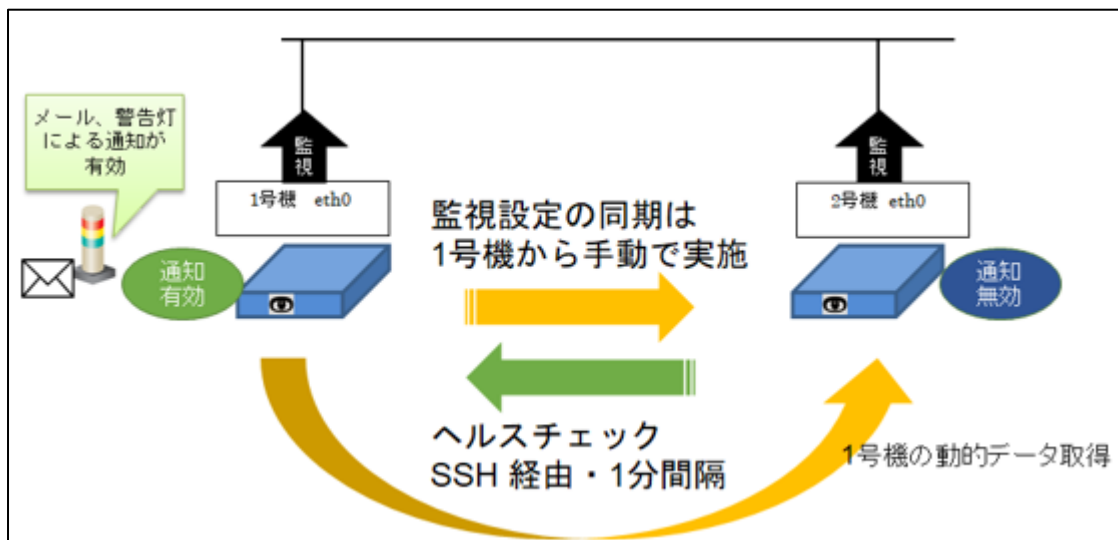 メール、警告灯
による通知が
有効
監視
監視
1号機 eth0
2号機 eth0
監視設定の同期は
1号機から手動で実施
通知
有効
通知
無効
ヘルスチェック
SSH 経由・1分間隔
1号機の動的データ取得